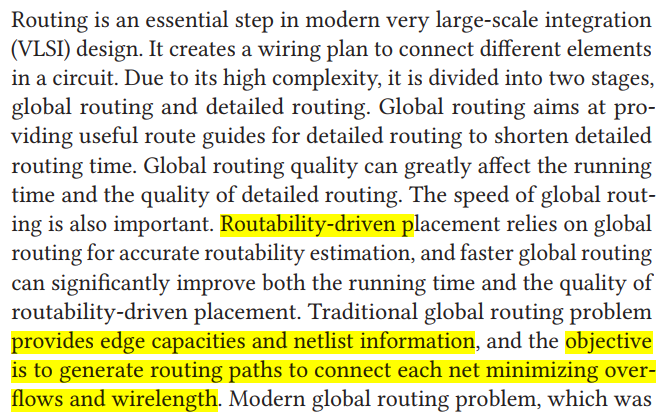 Routing is an essential step in modern very large-scale integration
(VLSI) design. It creates a wiring plan to connect different elements
in a circuit. Due to its high complexity, it is divided into two stages,
global routing and detailed routing. Global routing aims at pro-
viding useful route guides for detailed routing to shorten detailed
routing time. Global routing quality can greatly affect the running
time and the quality of detailed routing. The speed of global rout-
ing is also important. Routability-driven placement relies on global
routing for accurate routability estimation, and faster global routing
can significantly improve both the running time and the quality of
routability-driven placement. Traditional global routing problem
provides edge capacities and netlist information, and the objective
is to generate routing paths to connect each net minimizing over-
flows and wirelength. Modern global routing problem, which was